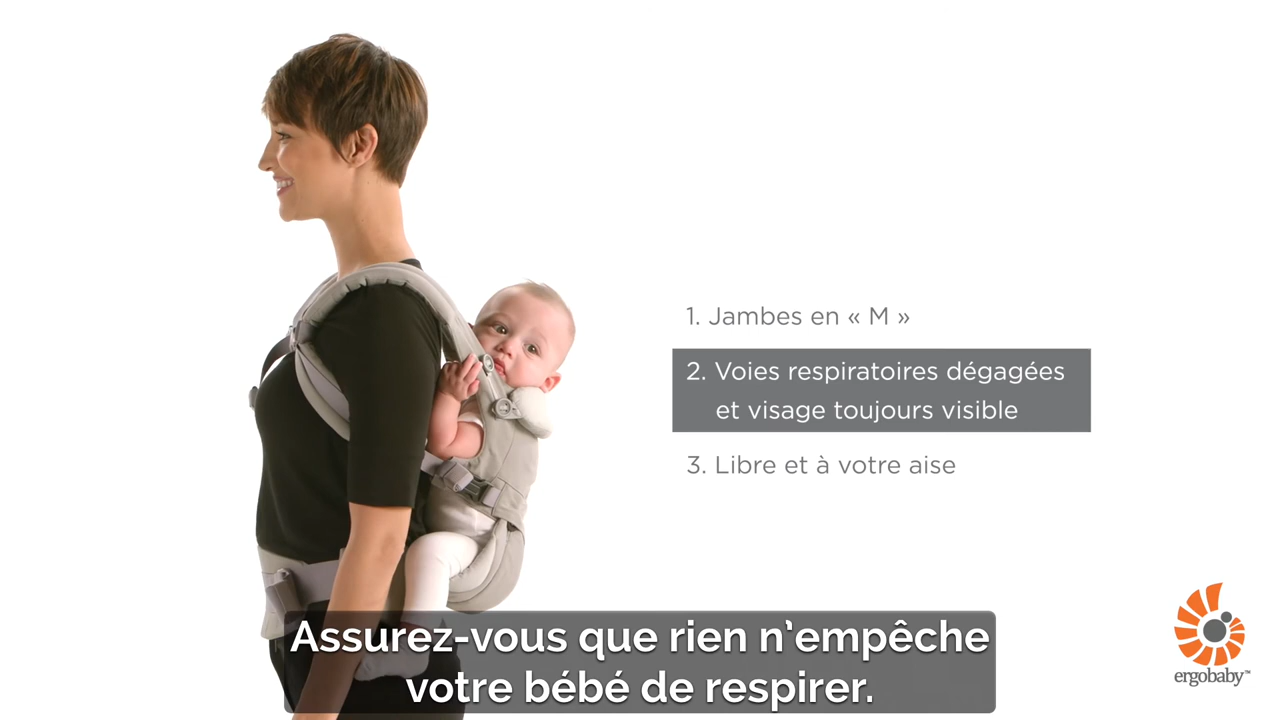 1. Jambes en « M »
2. Voies respiratoires dégagées
et visage toujours visible
3. Libre et à votre aise
Assurez-vous que rien n’empêche
votre bébé de respirer.
ergobaby™